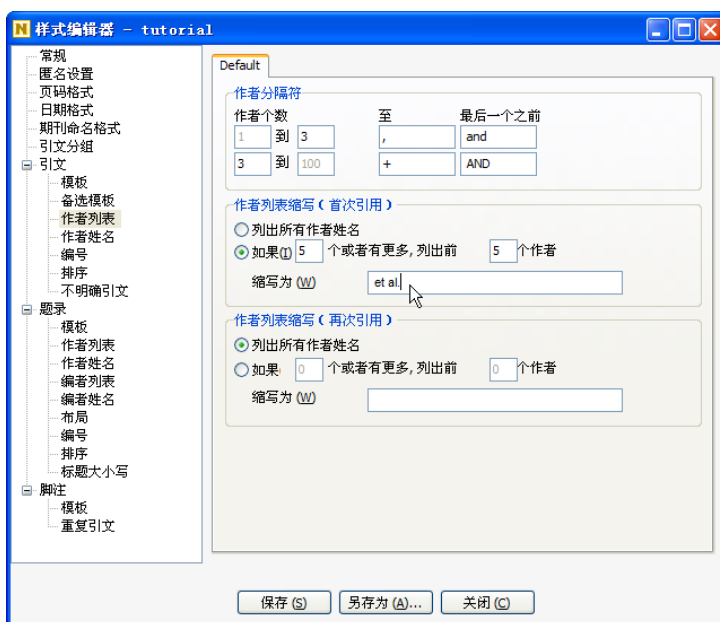 样式编辑器 - tutorial
常规
匿名设置
页码格式
日期格式
期刊命名格式
引文分组
引文
模板
备选模板
作者列表
作者姓名
编号
排序
不明确引文
题录
模板
作者列表
作者姓名
编者列表
编者姓名
布局
编号
排序
标题大小写
脚注
模板
重复引文
Default
作者分隔符
作者个数 至 最后一个之前
1 到 3 , and
3 到 100 + AND
作者列表缩写(首次引用)
列出所有作者姓名
如果(I) 5 个或者有更多,列出前 5 个作者
缩写为(W) et al.
作者列表缩写(再次引用)
列出所有作者姓名
如果 0 个或者有更多,列出前 0 个作者
缩写为(W)
保存(S) 另存为(A)... 关闭(C)